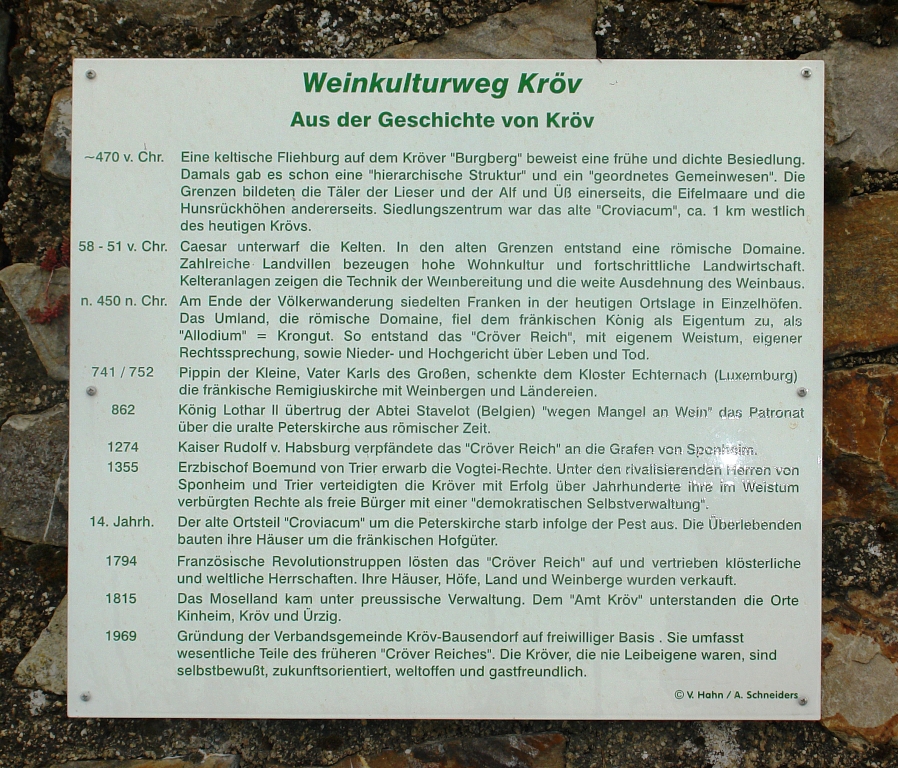 Weinkulturweg Kröv
Aus der Geschichte von Kröv
~470 v. Chr. Eine keltische Fliehburg auf dem Kröver "Burgberg" beweist eine frühe und dichte Besiedlung.
Damals gab es schon eine "hierarchische Struktur" und ein "geordnetes Gemeinwesen". Die
Grenzen bildeten die Täler der Lieser und der Alf und Üß einerseits, die Eifelmaare und die
Hunsrückhöhen andererseits. Siedlungszentrum war das alte "Croviacum", ca. 1 km westlich
des heutigen Krövs.
58 - 51 v. Chr. Caesar unterwarf die Kelten. In den alten Grenzen entstand eine römische Domaine.
Zahlreiche Landvillen bezeugen hohe Wohnkultur und fortschrittliche Landwirtschaft.
Kelteranlagen zeigen die Technik der Weinbereitung und die weite Ausdehnung des Weinbaus.
n. 450 n. Chr. Am Ende der Völkerwanderung siedelten Franken in der heutigen Ortslage in Einzelhöfen.
Das Umland, die römische Domaine, fiel dem fränkischen König als Eigentum zu, als
"Allodium" = Krongut. So entstand das "Cröver Reich", mit eigenem Weistum, eigener
Rechtssprechung, sowie Nieder- und Hochgericht über Leben und Tod.
741 / 752 Pippin der Kleine, Vater Karls des Großen, schenkte dem Kloster Echternach (Luxemburg)
die fränkische Remigiuskirche mit Weinbergen und Ländereien.
862 König Lothar II übertrug der Abtei Stavelot (Belgien) "wegen Mangel an Wein" das Patronat
über die uralte Peterskirche aus römischer Zeit.
1274 Kaiser Rudolf v. Habsburg verpfändete das "Cröver Reich" an die Grafen von Sponheim.
1355 Erzbischof Boemund von Trier erwarb die Vogtei-Rechte. Unter den rivalisierenden Herren von
Sponheim und Trier verteidigten die Kröver mit Erfolg über Jahrhunderte ihre im Weistum
verbürgten Rechte als freie Bürger mit einer "demokratischen Selbstverwaltung".
14. Jahrh. Der alte Ortsteil "Croviacum" um die Peterskirche starb infolge der Pest aus. Die Überlebenden
bauten ihre Häuser um die fränkischen Hofgüter.
1794 Französische Revolutionstruppen lösten das "Cröver Reich" auf und vertrieben klösterliche
und weltliche Herrschaften. Ihre Häuser, Höfe, Land und Weinberge wurden verkauft.
1815 Das Moselland kam unter preussische Verwaltung. Dem "Amt Kröv" unterstanden die Orte
Kinheim, Kröv und Ürzig.
1969 Gründung der Verbandsgemeinde Kröv-Bausendorf auf freiwilliger Basis . Sie umfasst
wesentliche Teile des früheren "Cröver Reiches". Die Kröver, die nie Leibeigene waren, sind
selbstbewußt, zukunftsorientiert, weltoffen und gastfreundlich.
© V. Hahn / A. Schneiders